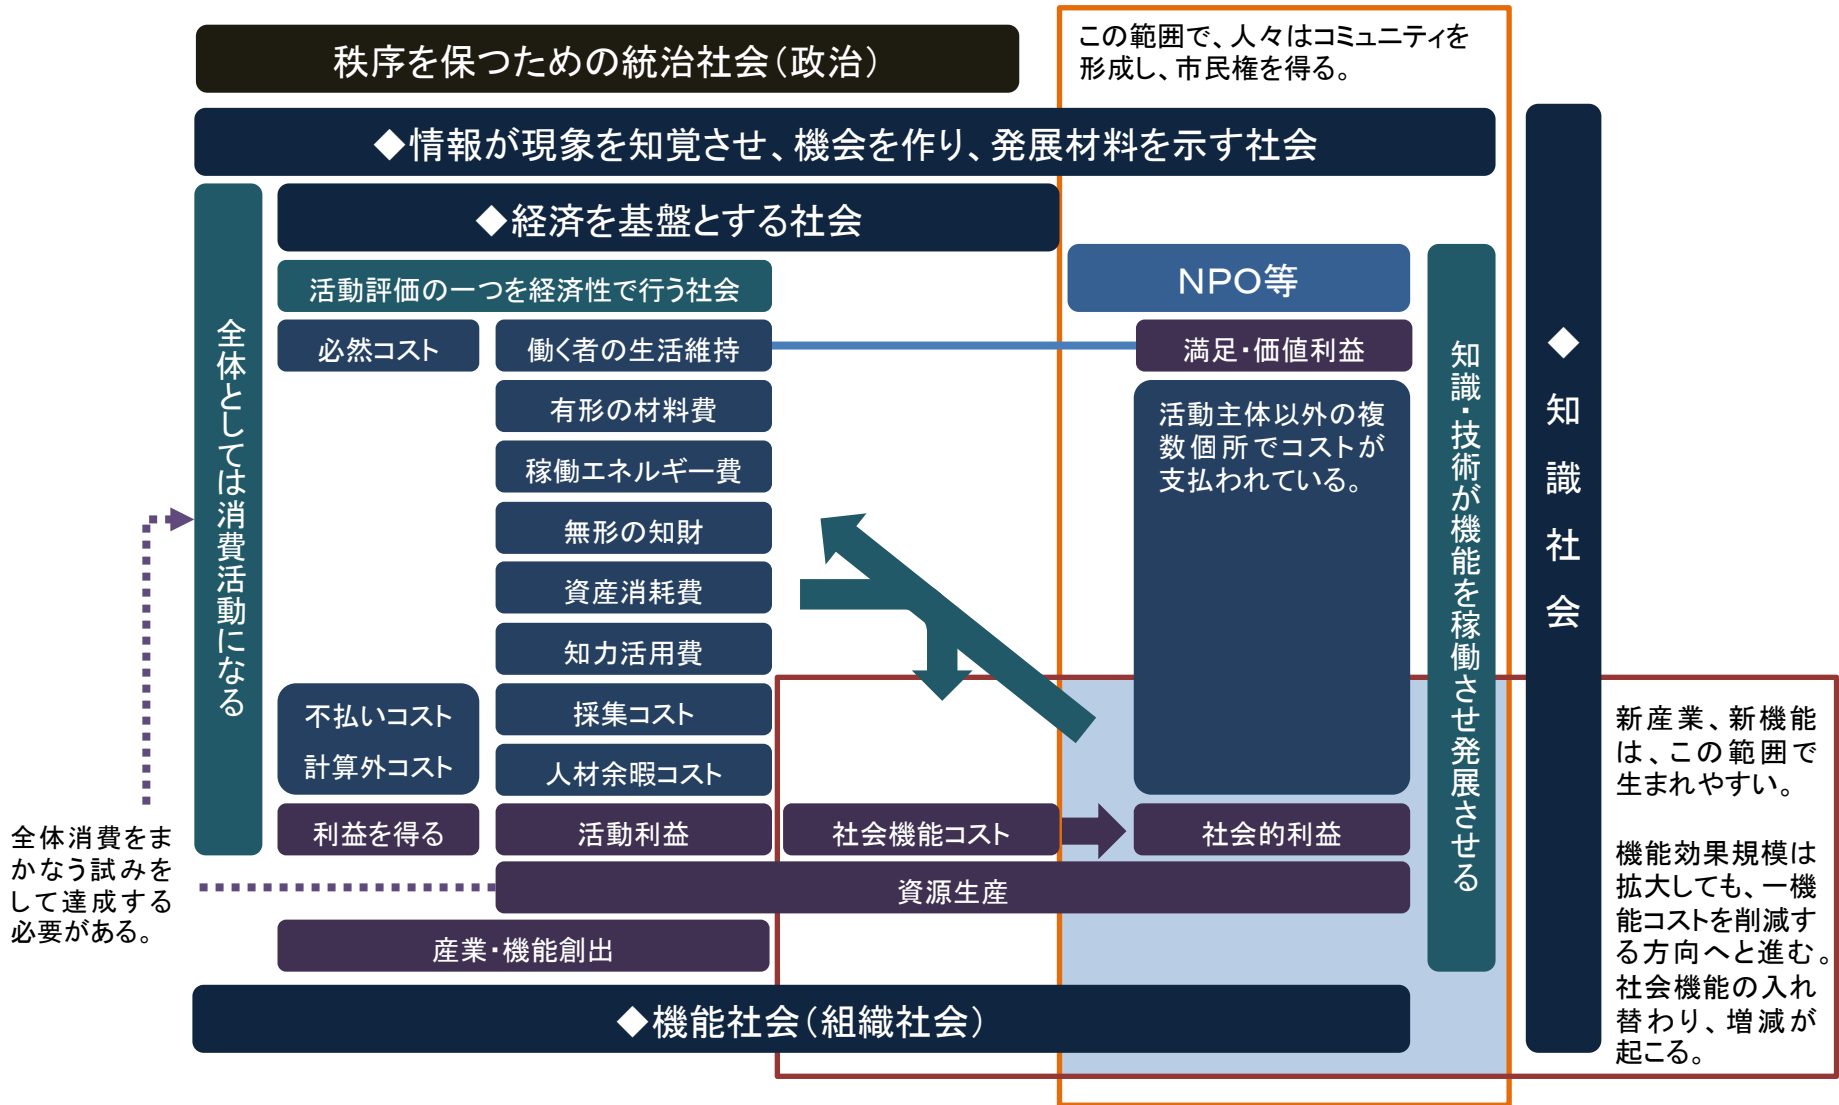 秩序を保つための統治社会（政治）
この範囲で、人々はコミュニティを
形成し、市民権を得る。
◆情報が現象を知覚させ、機会を作り、発展材料を示す社会
◆経済を基盤とする社会
活動評価の一つを経済性で行う社会
NPO等
全体としては消費活動になる
必然コスト
働く者の生活維持
満足・価値利益
有形の材料費
稼働エネルギー費
無形の知財
資産消耗費
知力活用費
活動主体以外の複
数個所でコストが
支払われている。
知識・技術が機能を稼働させ発展させる
◆知識社会
不払いコスト
計算外コスト
採集コスト
人材余暇コスト
利益を得る
活動利益
社会機能コスト
社会的利益
資源生産
産業・機能創出
◆機能社会（組織社会）
全体消費をま
かなう試みを
して達成する
必要がある。
新産業、新機能
は、この範囲で
生まれやすい。
機能効果規模は
拡大しても、一機
能コストを削減す
る方向へと進む。
社会機能の入れ
替わり、増減が
起こる。